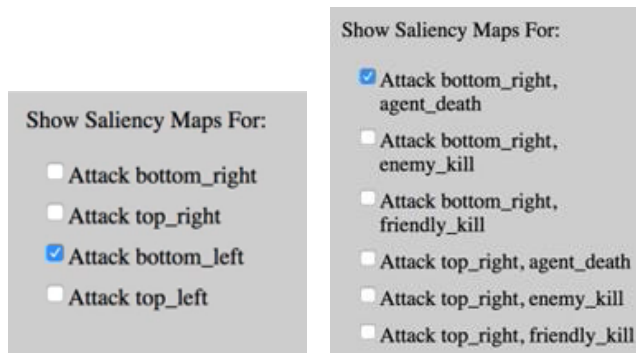 Show Saliency Maps For:
Attack bottom_right
Attack top_right
Attack bottom_left
Attack top_left
Show Saliency Maps For:
Attack bottom_right,
agent_death
Attack bottom_right,
enemy_kill
Attack bottom_right,
friendly_kill
Attack top_right, agent_death
Attack top_right, enemy_kill
Attack top_right, friendly_kill